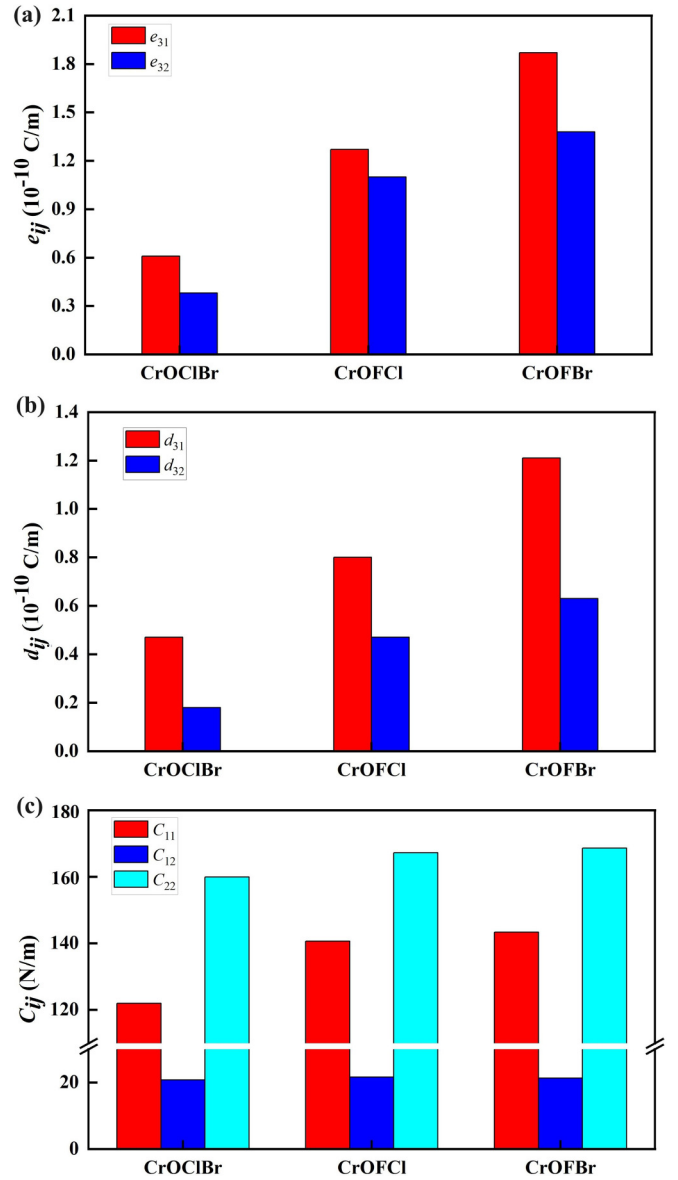 (a)
2.1
1.8
1.5
1.2
0.9
0.6
0.3
0.0
e31
e32
eij (10-10 C/m)
CrOClBr CrOFCl CrOFBr
(b)
1.4
1.2
1.0
0.8
0.6
0.4
0.2
0.0
d31
d32
dij (10-10 C/m)
CrOClBr CrOFCl CrOFBr
(c)
180
160
140
120
20
0
C11
C12
C22
Cij (N/m)
CrOClBr CrOFCl CrOFBr